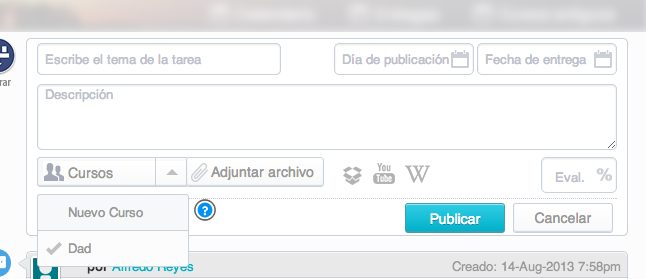 Escribe el tema de la tarea
Día de publicación
Fecha de entrega
rar
Descripción
Cursos
Adjuntar archivo
You
Tube
W
Eval. %
Nuevo Curso
?
Publicar
Cancelar
Dad
por Alfredo Reyes
Creado: 14-Aug-2013 7:58pm